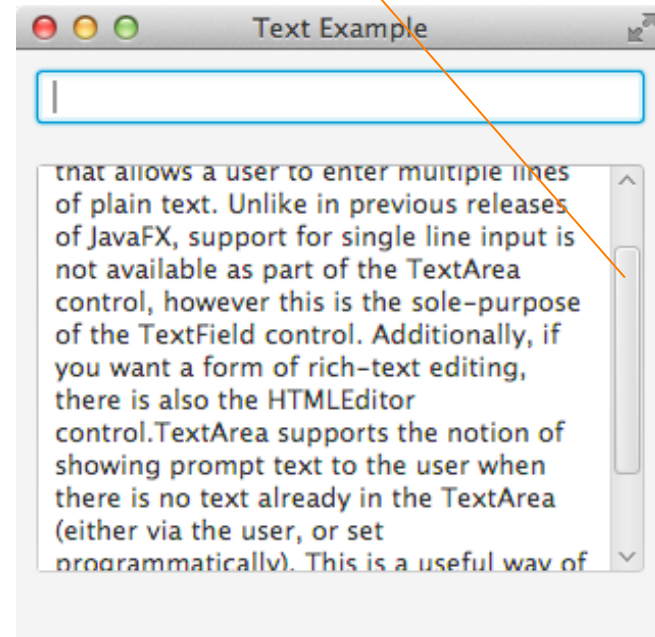 Text Example
that allows a user to enter multiple lines
of plain text. Unlike in previous releases
of JavaFX, support for single line input is
not available as part of the TextArea
control, however this is the sole-purpose
of the TextField control. Additionally, if
you want a form of rich-text editing,
there is also the HTMLEditor
control.TextArea supports the notion of
showing prompt text to the user when
there is no text already in the TextArea
(either via the user, or set
programmatically). This is a useful way of